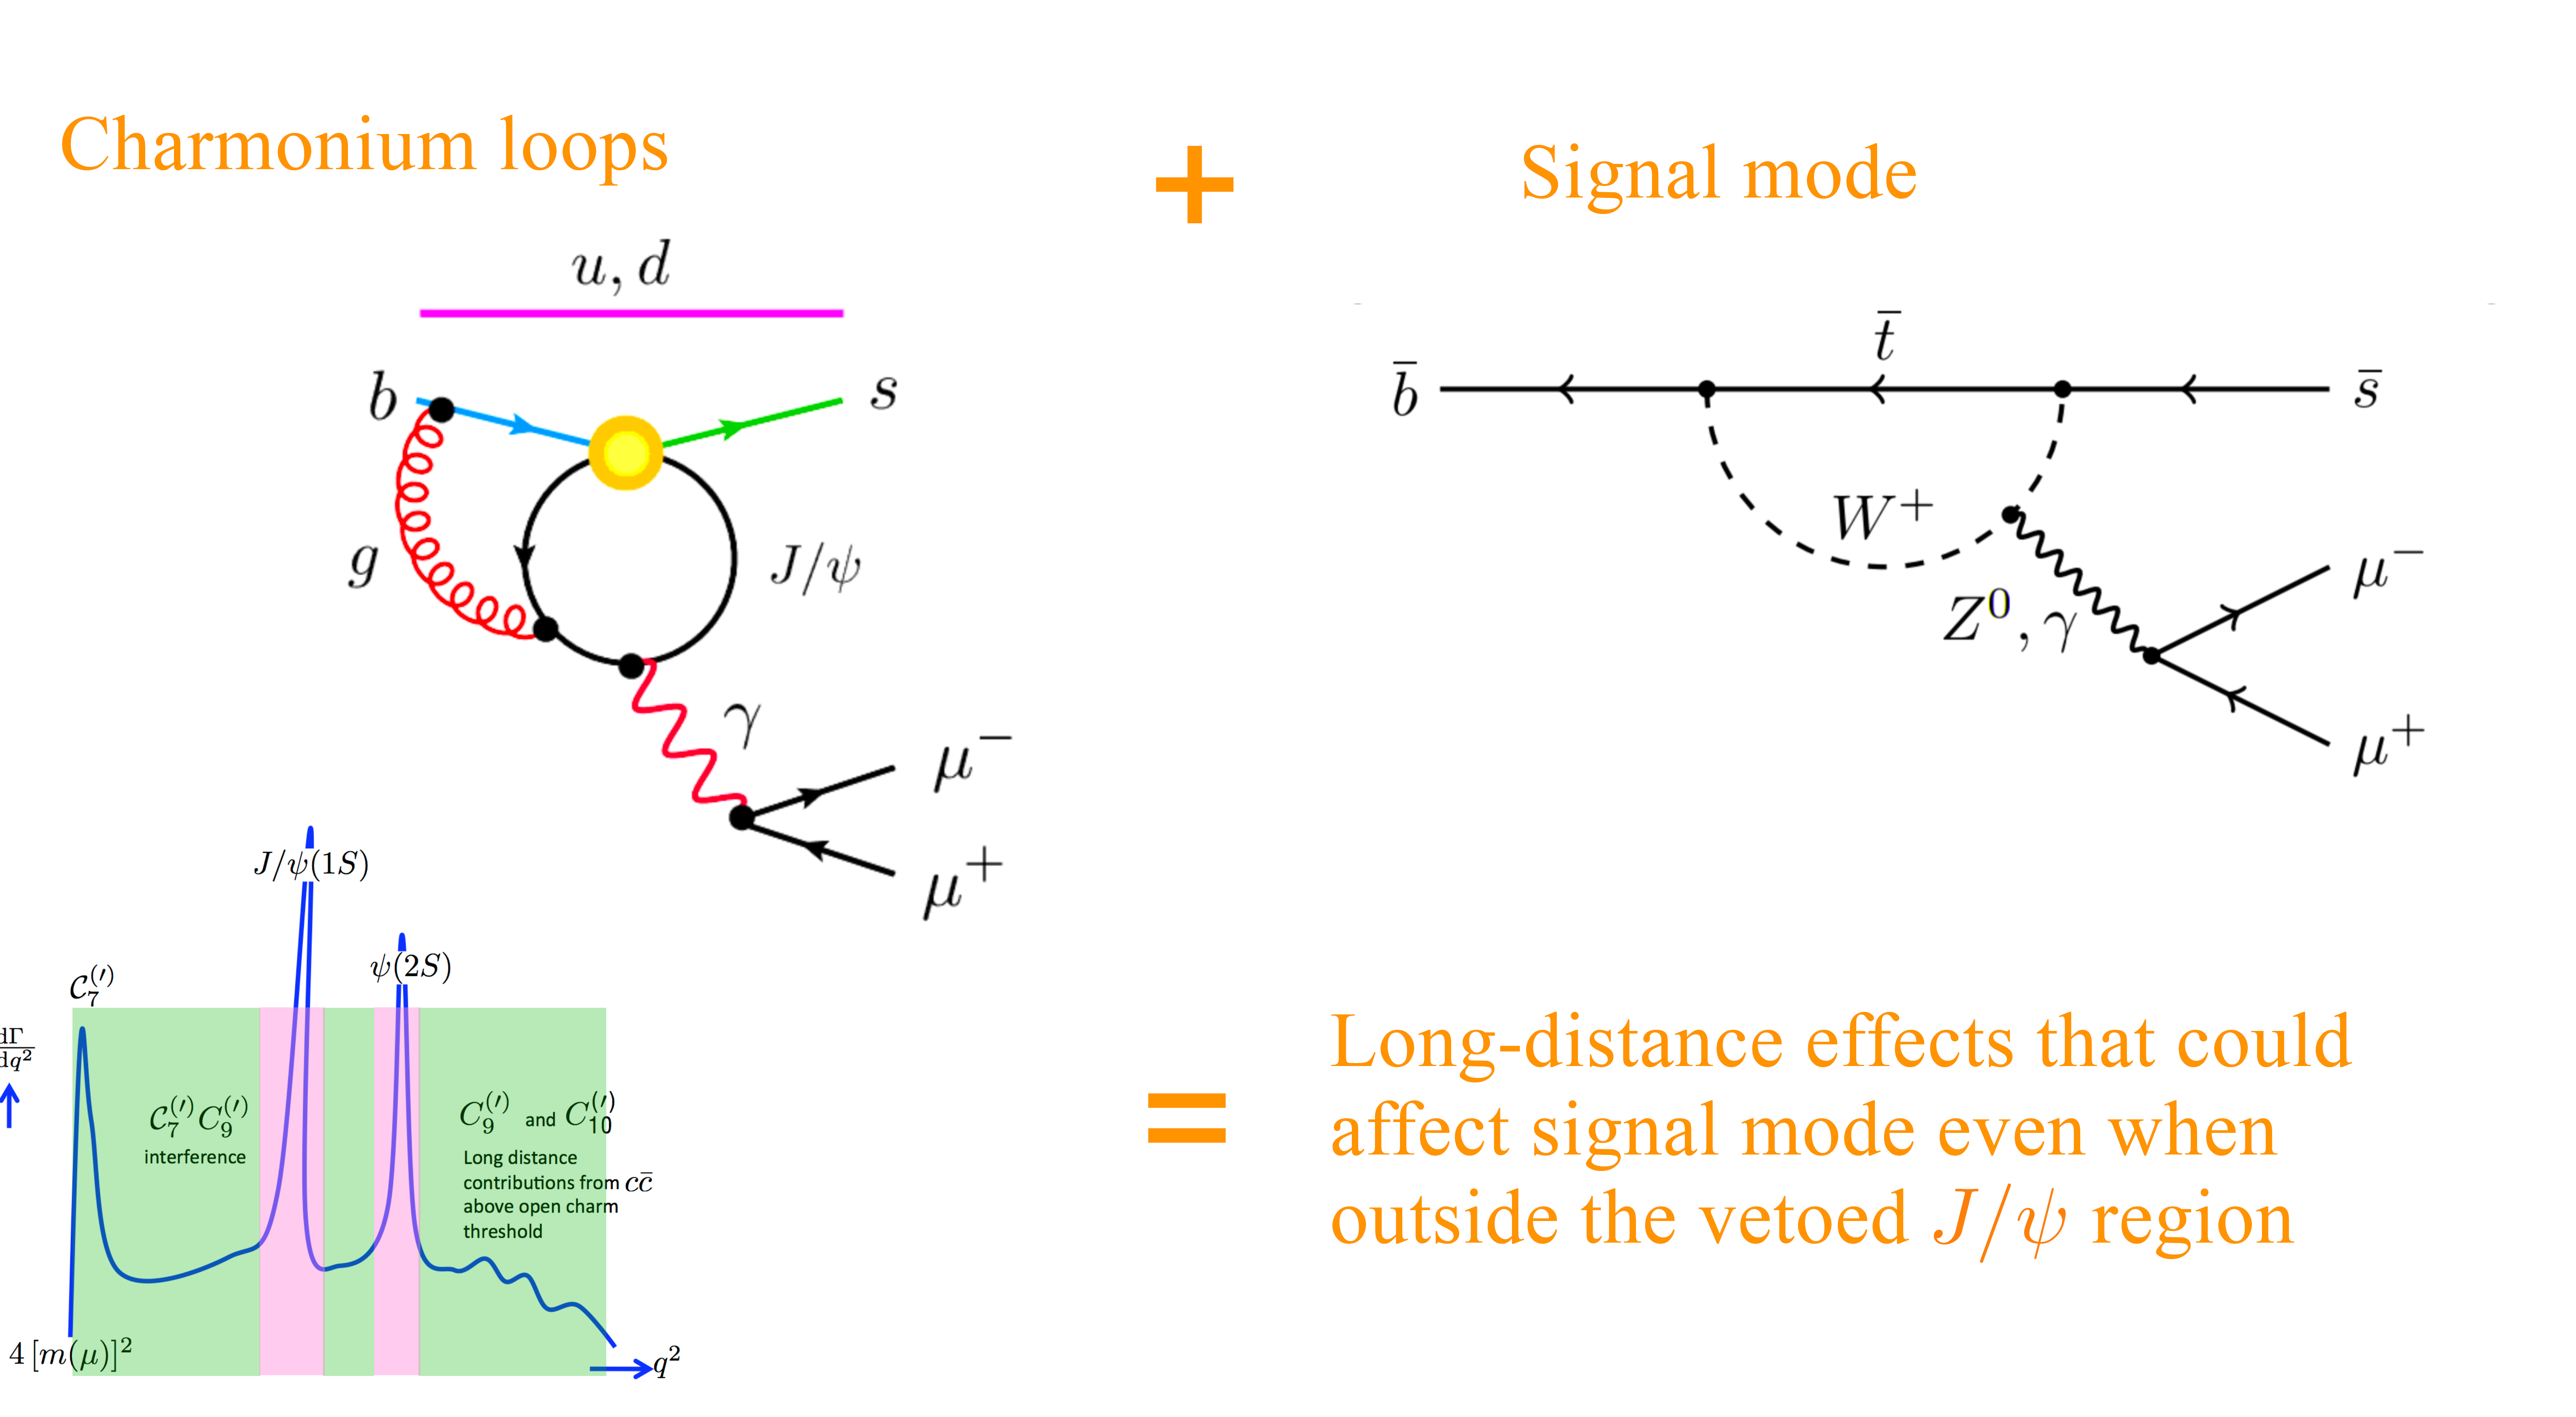 Charmonium loops
+
Signal mode
u, d
b
s
g
J/ψ
γ
μ⁻
μ⁺
b̄
t̄
s̄
W⁺
Z⁰, γ
μ⁻
μ⁺
J/ψ(1S)
ψ(2S)
𝒞₇⁽′⁾
dΓ
dq²
𝒞₇⁽′⁾ C₉⁽′⁾
interference
C₉⁽′⁾ and C₁₀⁽′⁾
Long distance
contributions from cc̄
above open charm
threshold
4 [m(μ)]²
q²
=
Long-distance effects that could
affect signal mode even when
outside the vetoed J/ψ region